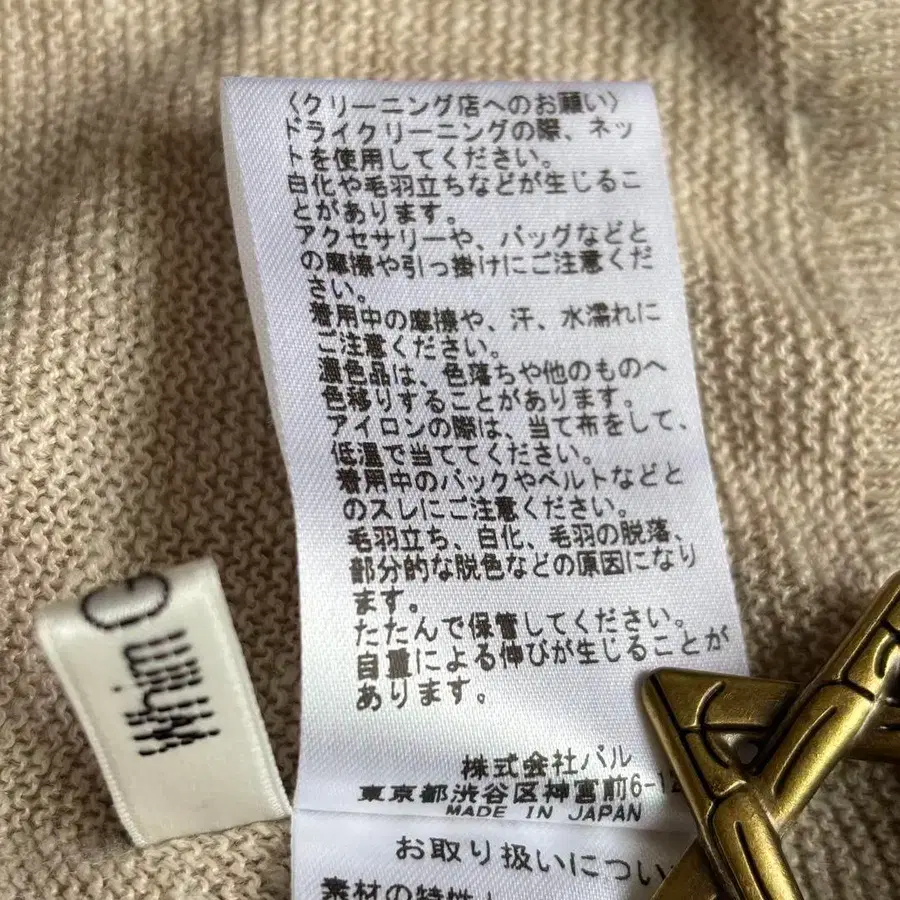 〈クリーニング店へのお願い〉
ドライクリーニングの際、ネッ
トを使用してください。
白化や毛羽立ちなどが生じるこ
とがあります。
アクセサリーや、バッグなどと
の摩擦や引っ掛けにご注意くだ
さい。
着用中の摩擦や、汗、水濡れに
ご注意ください。
濃色品は、色落ちや他のものへ
色移りすることがあります。
アイロンの際は、当て布をして、
低温で当ててください。
着用中のバックやベルトなどと
のスレにご注意ください。
毛羽立ち、白化、毛羽の脱落、
部分的な脱色などの原因になり
ます。
たたんで保管してください。
自重による伸びが生じることが
あります。
株式会社パル
東京都渋谷区神宮前6-12
MADE IN JAPAN
お取り扱いについ
素材の特性